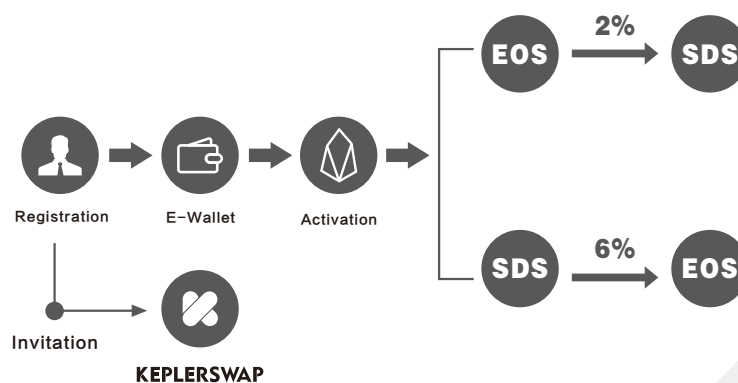 2%
EOS
SDS
Registration
E-Wallet
Activation
SDS
6%
EOS
Invitation
KEPLERSWAP